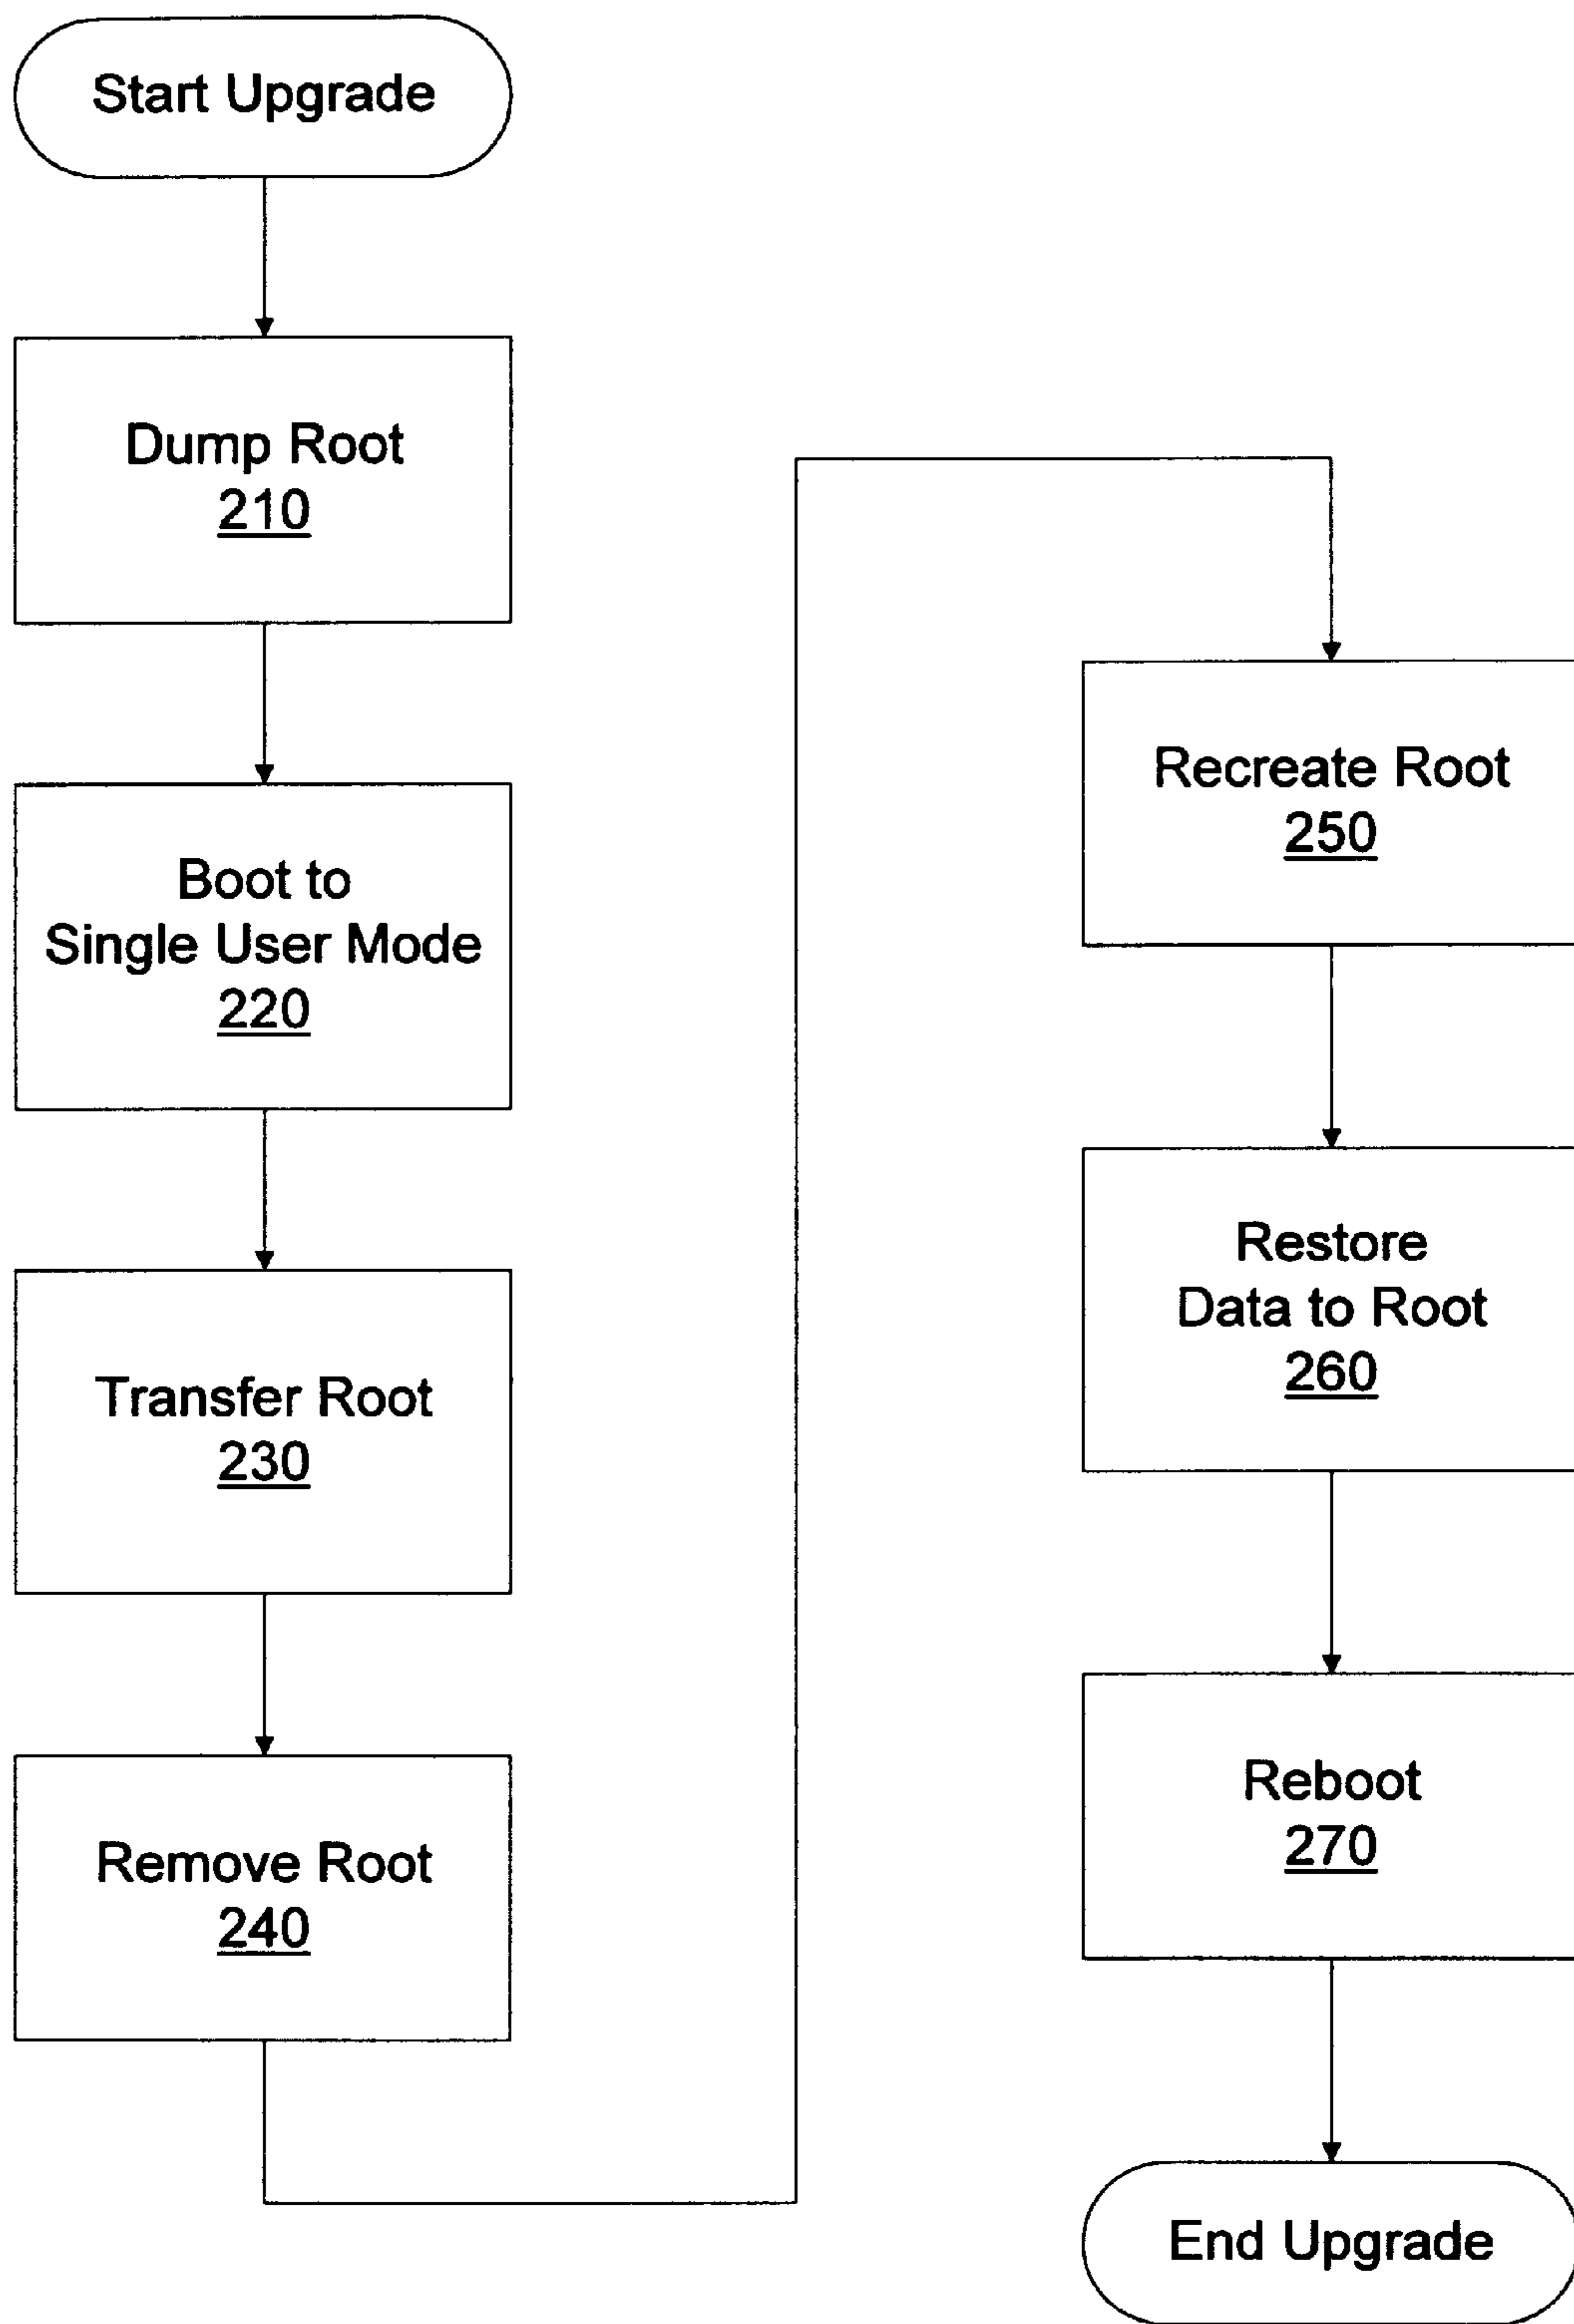 Start Upgrade
Dump Root
210
Boot to
Single User Mode
220
Transfer Root
230
Remove Root
240
Recreate Root
250
Restore
Data to Root
260
Reboot
270
End Upgrade